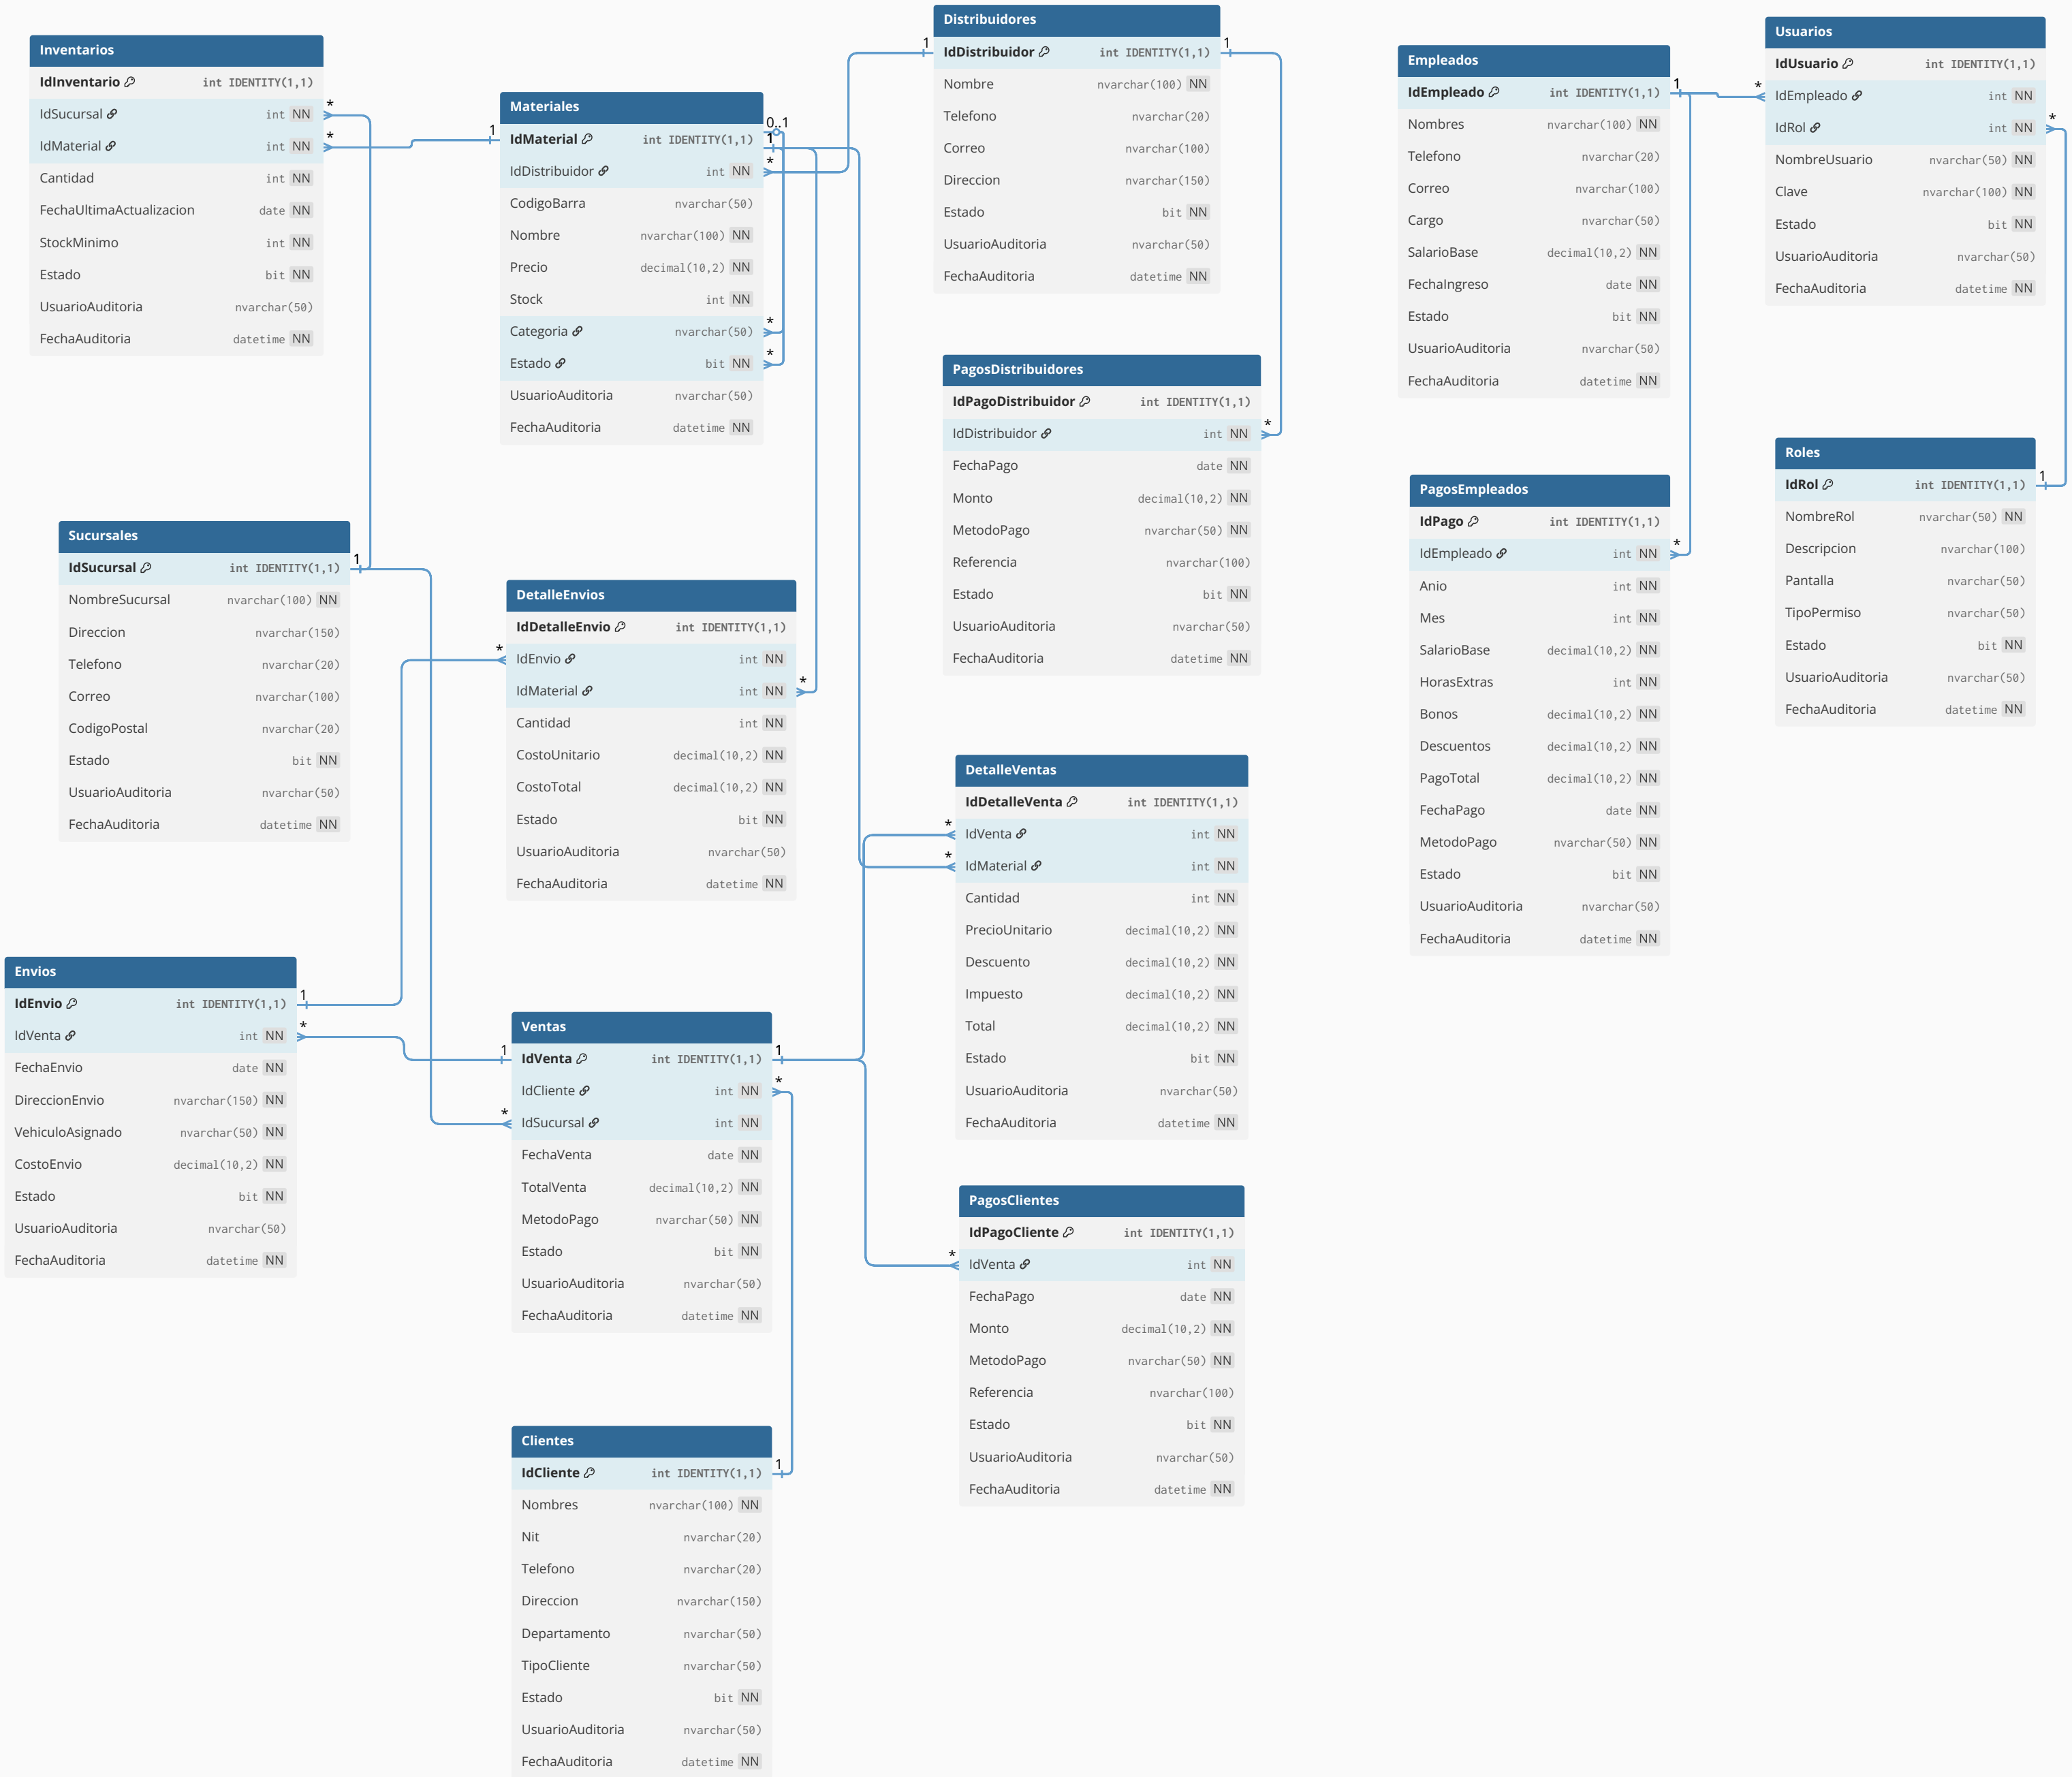 Inventarios
IdInventario int IDENTITY(1,1)
IdSucursal int NN
IdMaterial int NN
Cantidad int NN
FechaUltimaActualizacion date NN
StockMinimo int NN
Estado bit NN
UsuarioAuditoria nvarchar(50)
FechaAuditoria datetime NN
*
*
1
Materiales
IdMaterial int IDENTITY(1,1)
IdDistribuidor int NN
CodigoBarra nvarchar(50)
Nombre nvarchar(100) NN
Precio decimal(10,2) NN
Stock int NN
Categoria nvarchar(50)
Estado bit NN
UsuarioAuditoria nvarchar(50)
FechaAuditoria datetime NN
0..1
1
*
*
*
1
Distribuidores
IdDistribuidor int IDENTITY(1,1)
Nombre nvarchar(100) NN
Telefono nvarchar(20)
Correo nvarchar(100)
Direccion nvarchar(150)
Estado bit NN
UsuarioAuditoria nvarchar(50)
FechaAuditoria datetime NN
1
PagosDistribuidores
IdPagoDistribuidor int IDENTITY(1,1)
IdDistribuidor int NN
FechaPago date NN
Monto decimal(10,2) NN
MetodoPago nvarchar(50) NN
Referencia nvarchar(100)
Estado bit NN
UsuarioAuditoria nvarchar(50)
FechaAuditoria datetime NN
*
Empleados
IdEmpleado int IDENTITY(1,1)
Nombres nvarchar(100) NN
Telefono nvarchar(20)
Correo nvarchar(100)
Cargo nvarchar(50)
SalarioBase decimal(10,2) NN
FechaIngreso date NN
Estado bit NN
UsuarioAuditoria nvarchar(50)
FechaAuditoria datetime NN
1
*
Usuarios
IdUsuario int IDENTITY(1,1)
IdEmpleado int NN
IdRol int NN
NombreUsuario nvarchar(50) NN
Clave nvarchar(100) NN
Estado bit NN
UsuarioAuditoria nvarchar(50)
FechaAuditoria datetime NN
*
PagosEmpleados
IdPago int IDENTITY(1,1)
IdEmpleado int NN
Anio int NN
Mes int NN
SalarioBase decimal(10,2) NN
HorasExtras int NN
Bonos decimal(10,2) NN
Descuentos decimal(10,2) NN
PagoTotal decimal(10,2) NN
FechaPago date NN
MetodoPago nvarchar(50) NN
Estado bit NN
UsuarioAuditoria nvarchar(50)
FechaAuditoria datetime NN
*
Roles
IdRol int IDENTITY(1,1)
NombreRol nvarchar(50) NN
Descripcion nvarchar(100)
Pantalla nvarchar(50)
TipoPermiso nvarchar(50)
Estado bit NN
UsuarioAuditoria nvarchar(50)
FechaAuditoria datetime NN
1
Sucursales
IdSucursal int IDENTITY(1,1)
NombreSucursal nvarchar(100) NN
Direccion nvarchar(150)
Telefono nvarchar(20)
Correo nvarchar(100)
CodigoPostal nvarchar(20)
Estado bit NN
UsuarioAuditoria nvarchar(50)
FechaAuditoria datetime NN
1
DetalleEnvios
IdDetalleEnvio int IDENTITY(1,1)
IdEnvio int NN
IdMaterial int NN
Cantidad int NN
CostoUnitario decimal(10,2) NN
CostoTotal decimal(10,2) NN
Estado bit NN
UsuarioAuditoria nvarchar(50)
FechaAuditoria datetime NN
*
*
DetalleVentas
IdDetalleVenta int IDENTITY(1,1)
IdVenta int NN
IdMaterial int NN
Cantidad int NN
PrecioUnitario decimal(10,2) NN
Descuento decimal(10,2) NN
Impuesto decimal(10,2) NN
Total decimal(10,2) NN
Estado bit NN
UsuarioAuditoria nvarchar(50)
FechaAuditoria datetime NN
*
*
Envios
IdEnvio int IDENTITY(1,1)
IdVenta int NN
FechaEnvio date NN
DireccionEnvio nvarchar(150) NN
VehiculoAsignado nvarchar(50) NN
CostoEnvio decimal(10,2) NN
Estado bit NN
UsuarioAuditoria nvarchar(50)
FechaAuditoria datetime NN
1
*
1
*
Ventas
IdVenta int IDENTITY(1,1)
IdCliente int NN
IdSucursal int NN
FechaVenta date NN
TotalVenta decimal(10,2) NN
MetodoPago nvarchar(50) NN
Estado bit NN
UsuarioAuditoria nvarchar(50)
FechaAuditoria datetime NN
1
*
PagosClientes
IdPagoCliente int IDENTITY(1,1)
IdVenta int NN
FechaPago date NN
Monto decimal(10,2) NN
MetodoPago nvarchar(50) NN
Referencia nvarchar(100)
Estado bit NN
UsuarioAuditoria nvarchar(50)
FechaAuditoria datetime NN
*
Clientes
IdCliente int IDENTITY(1,1)
Nombres nvarchar(100) NN
Nit nvarchar(20)
Telefono nvarchar(20)
Direccion nvarchar(150)
Departamento nvarchar(50)
TipoCliente nvarchar(50)
Estado bit NN
UsuarioAuditoria nvarchar(50)
FechaAuditoria datetime NN
1